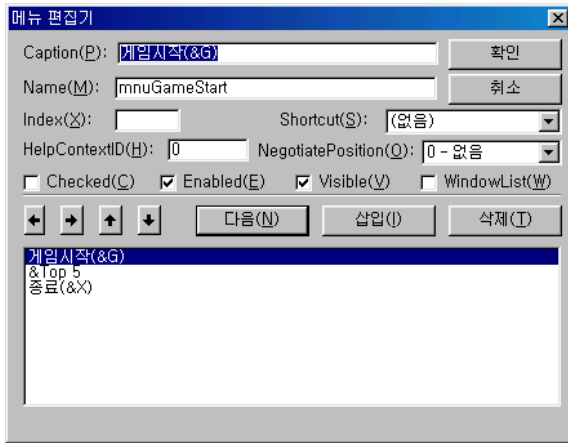 메뉴 편집기
Caption(P): 게임시작(&G) 확인
Name(M): mnuGameStart 취소
Index(X): Shortcut(S): (없음)
HelpContextID(H): 0 NegotiatePosition(O): 0 - 없음
Checked(C) Enabled(E) Visible(V) WindowList(W)
다음(N) 삽입(I) 삭제(T)
게임시작(&G)
&Top 5
종료(&X)